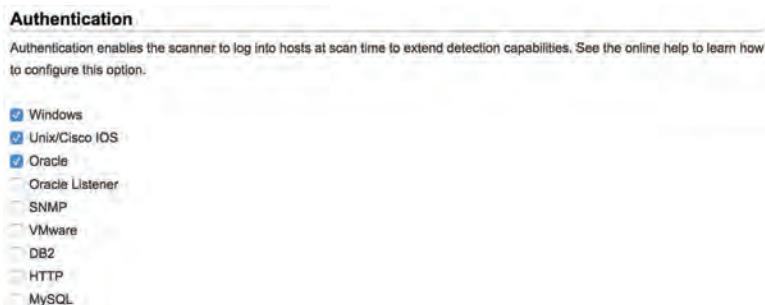 Authentication
Authentication enables the scanner to log into hosts at scan time to extend detection capabilities. See the online help to learn how
to configure this option.
Windows
Unix/Cisco IOS
Oracle
Oracle Listener
SNMP
VMware
DB2
HTTP
MySQL